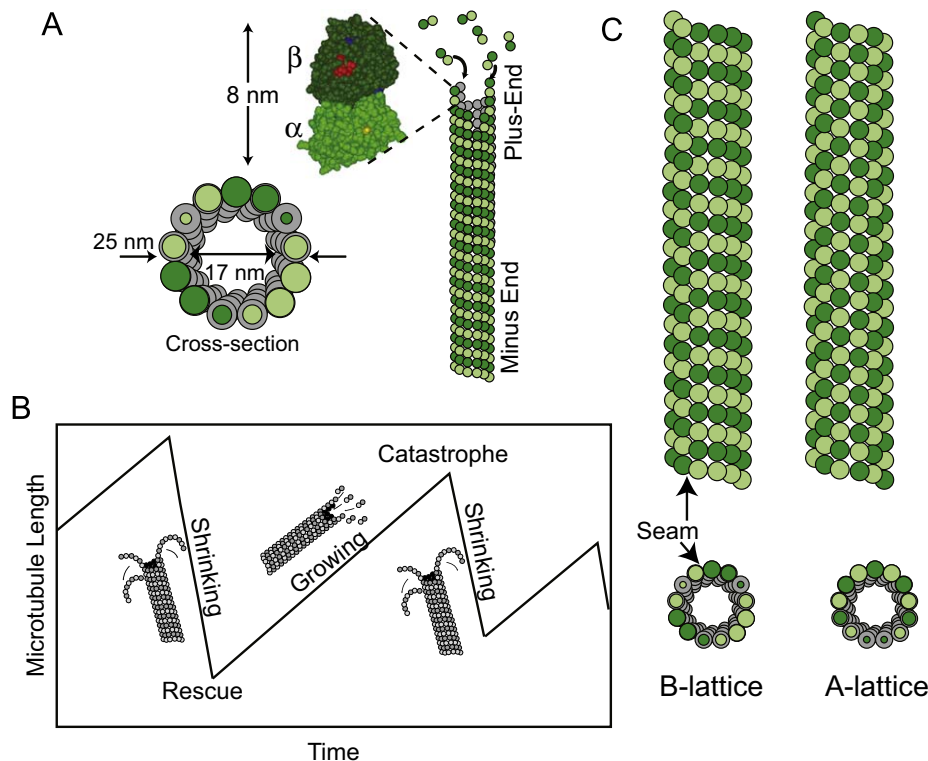 A
β
8 nm
α
Plus-End
25 nm
17 nm
Minus End
Cross-section
B
Microtubule Length
Catastrophe
Shrinking
Growing
Shrinking
Rescue
Time
C
Seam
B-lattice
A-lattice